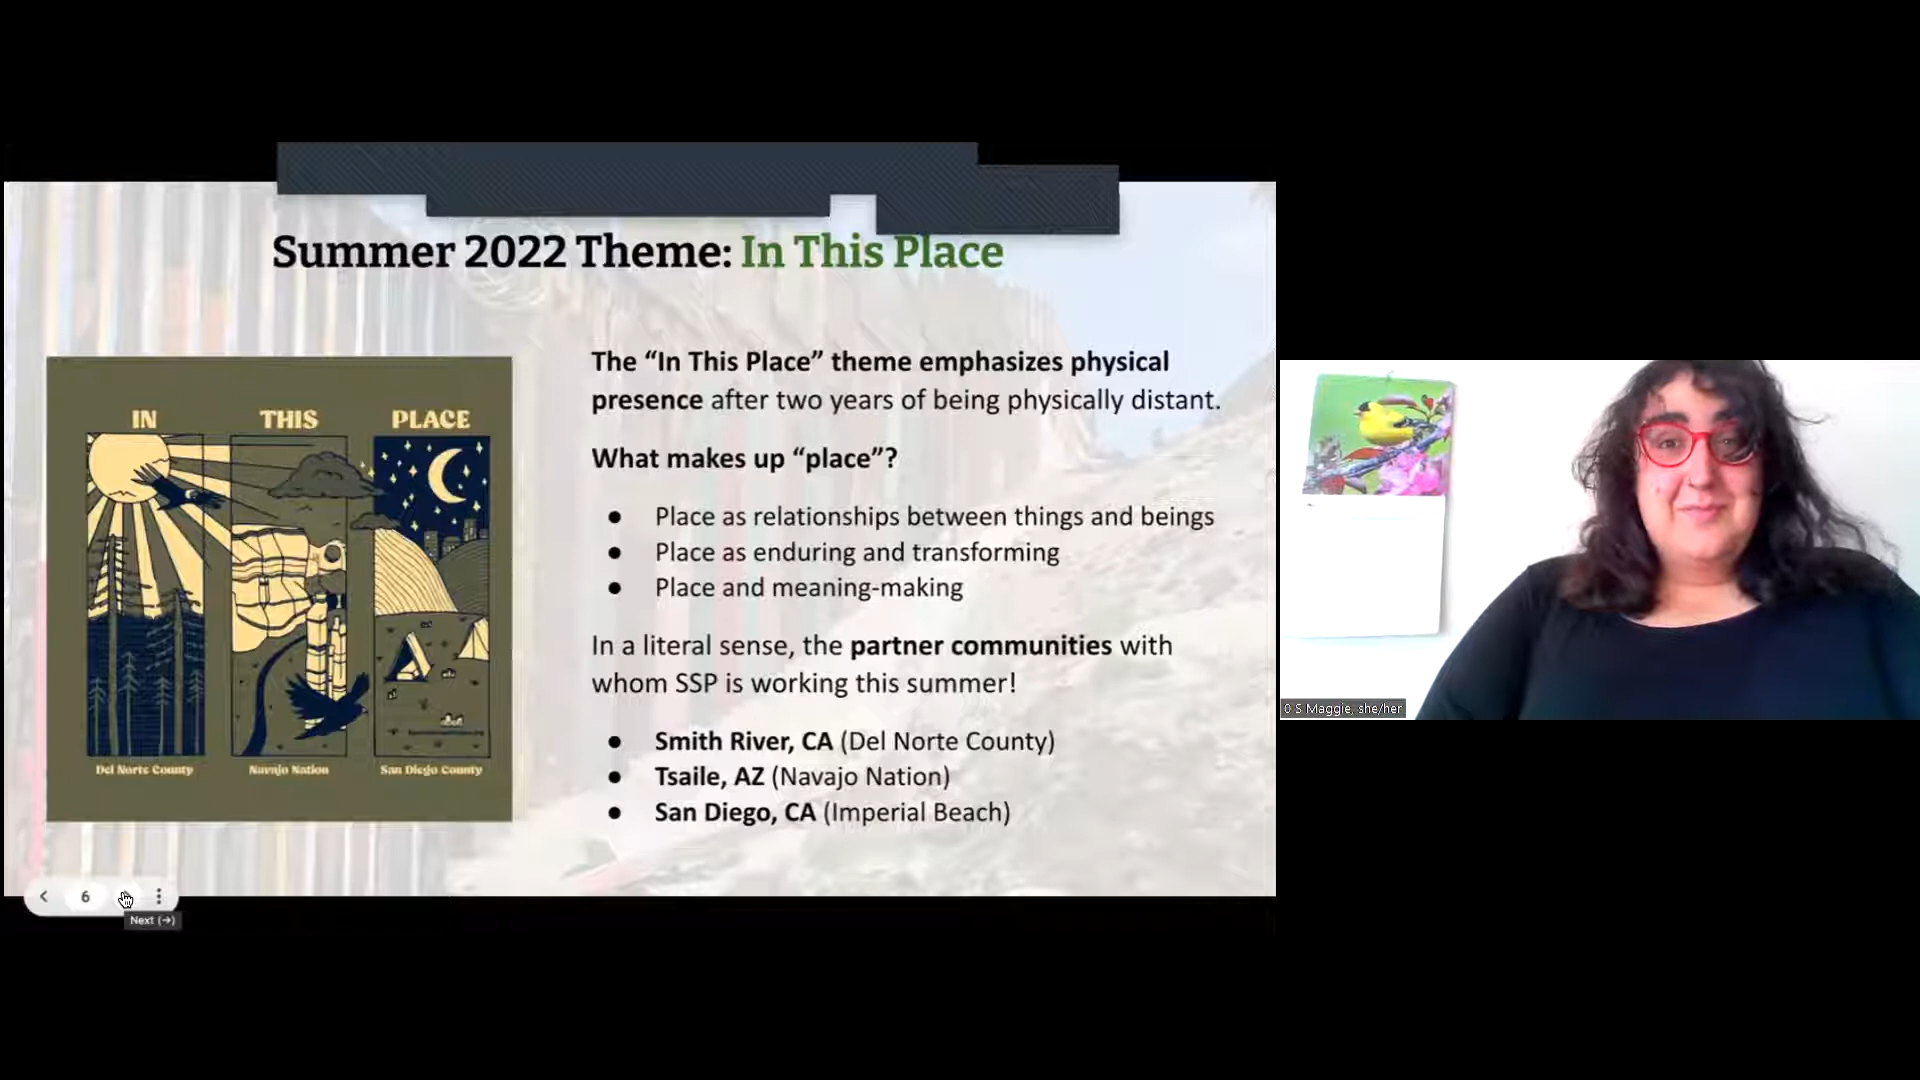 Summer 2022 Theme: In This Place
IN THIS PLACE
Del Norte County Navajo Nation San Diego County
The “In This Place” theme emphasizes physical
presence after two years of being physically distant.
What makes up “place”?
● Place as relationships between things and beings
● Place as enduring and transforming
● Place and meaning-making
In a literal sense, the partner communities with
whom SSP is working this summer!
● Smith River, CA (Del Norte County)
● Tsaile, AZ (Navajo Nation)
● San Diego, CA (Imperial Beach)
6
Next (→)
0 S Maggie, she/her